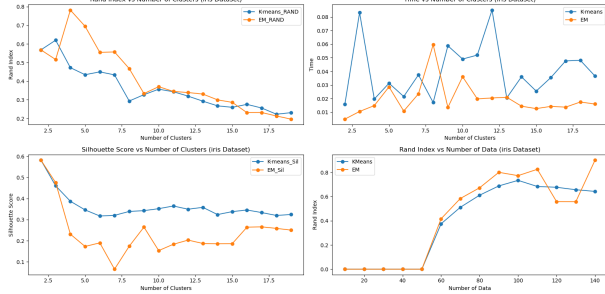 Rand Index vs Number of Clusters (iris Dataset)
K-means_RAND
EM_RAND
Rand Index
0.8
0.7
0.6
0.5
0.4
0.3
0.2
2.5 5.0 7.5 10.0 12.5 15.0 17.5
Number of Clusters
Time vs Number of Clusters (iris Dataset)
K-means
EM
Time
0.08
0.07
0.06
0.05
0.04
0.03
0.02
0.01
2.5 5.0 7.5 10.0 12.5 15.0 17.5
Number of Clusters
Silhouette Score vs Number of Clusters (iris Dataset)
K-means_Sil
EM_Sil
Silhouette Score
0.6
0.5
0.4
0.3
0.2
0.1
2.5 5.0 7.5 10.0 12.5 15.0 17.5
Number of Clusters
Rand Index vs Number of Data (iris Dataset)
KMeans
EM
Rand Index
0.8
0.6
0.4
0.2
0.0
20 40 60 80 100 120 140
Number of Data